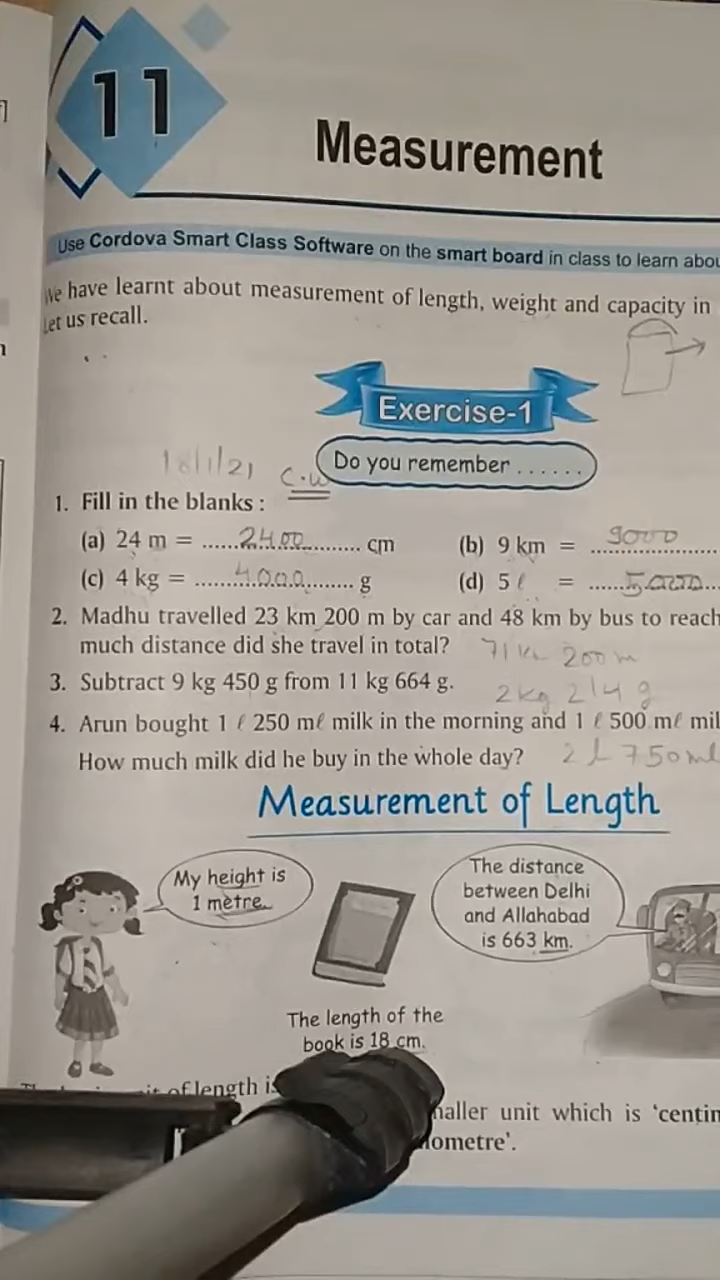 11
Measurement
Use Cordova Smart Class Software on the smart board in class to learn abou
We have learnt about measurement of length, weight and capacity in
Let us recall.
Exercise-1
18/1/21 C.W
Do you remember ......
1. Fill in the blanks :
(a) 24 m = ......2400............ cm (b) 9 km = 9000
(c) 4 kg = .......4000........ g (d) 5 ℓ = ......5000...
2. Madhu travelled 23 km 200 m by car and 48 km by bus to reach
much distance did she travel in total? 71 km 200 m
3. Subtract 9 kg 450 g from 11 kg 664 g. 2 kg 214 g
4. Arun bought 1 ℓ 250 mℓ milk in the morning and 1 ℓ 500 mℓ mil
How much milk did he buy in the whole day? 2 L 750 ml
Measurement of Length
My height is
1 metre.
The distance
between Delhi
and Allahabad
is 663 km.
The length of the
book is 18 cm.
of length is
unit which is ‘centim